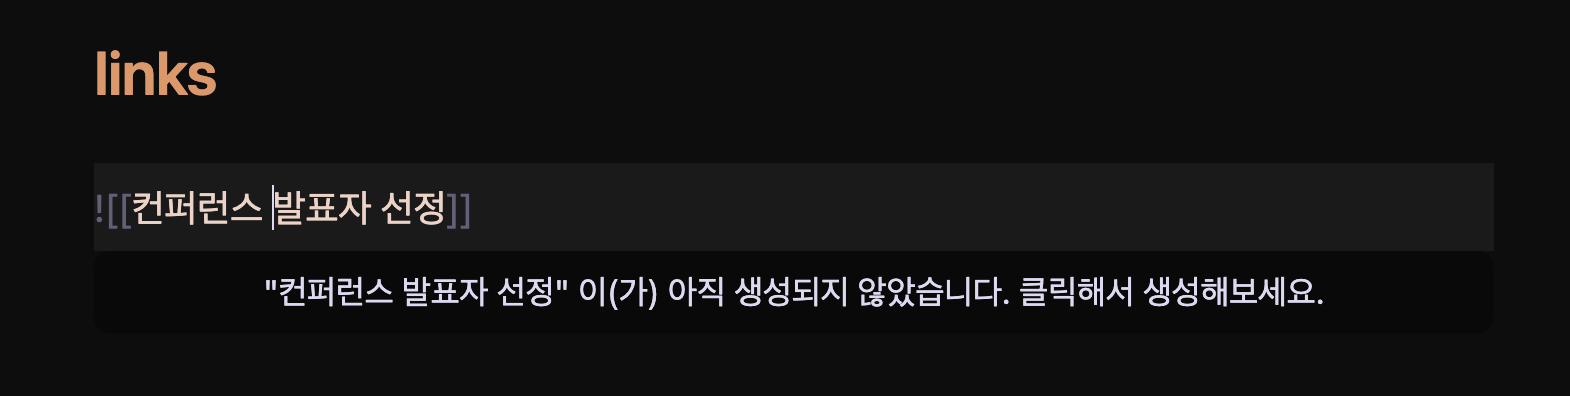 links
![[컨퍼런스 발표자 선정]]
"컨퍼런스 발표자 선정" 이(가) 아직 생성되지 않았습니다. 클릭해서 생성해보세요.